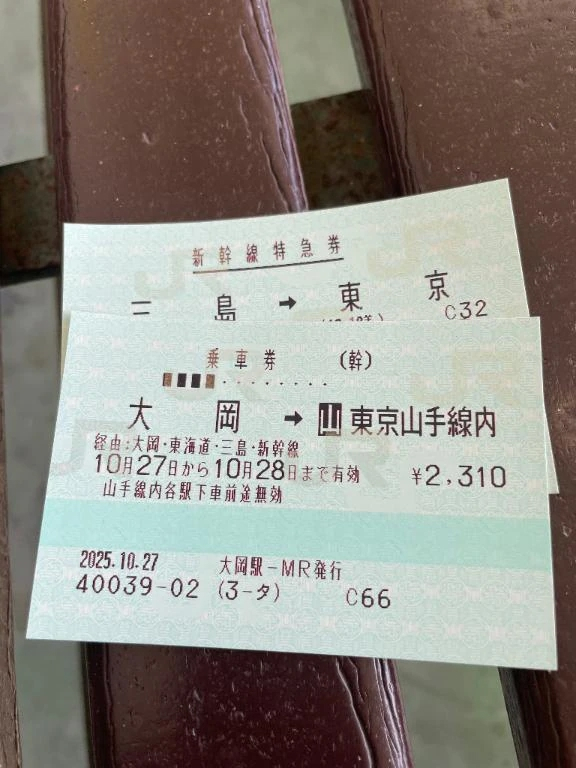 新幹線特急券
三島 → 東京
C32
乗車券 (幹)
大岡 → 山 東京山手線内
経由:大岡・東海道・三島・新幹線
10月27日から10月28日まで有効 ¥2,310
山手線内各駅下車前途無効
2025.10.27 大岡駅-MR発行
40039-02 (3-タ) C66